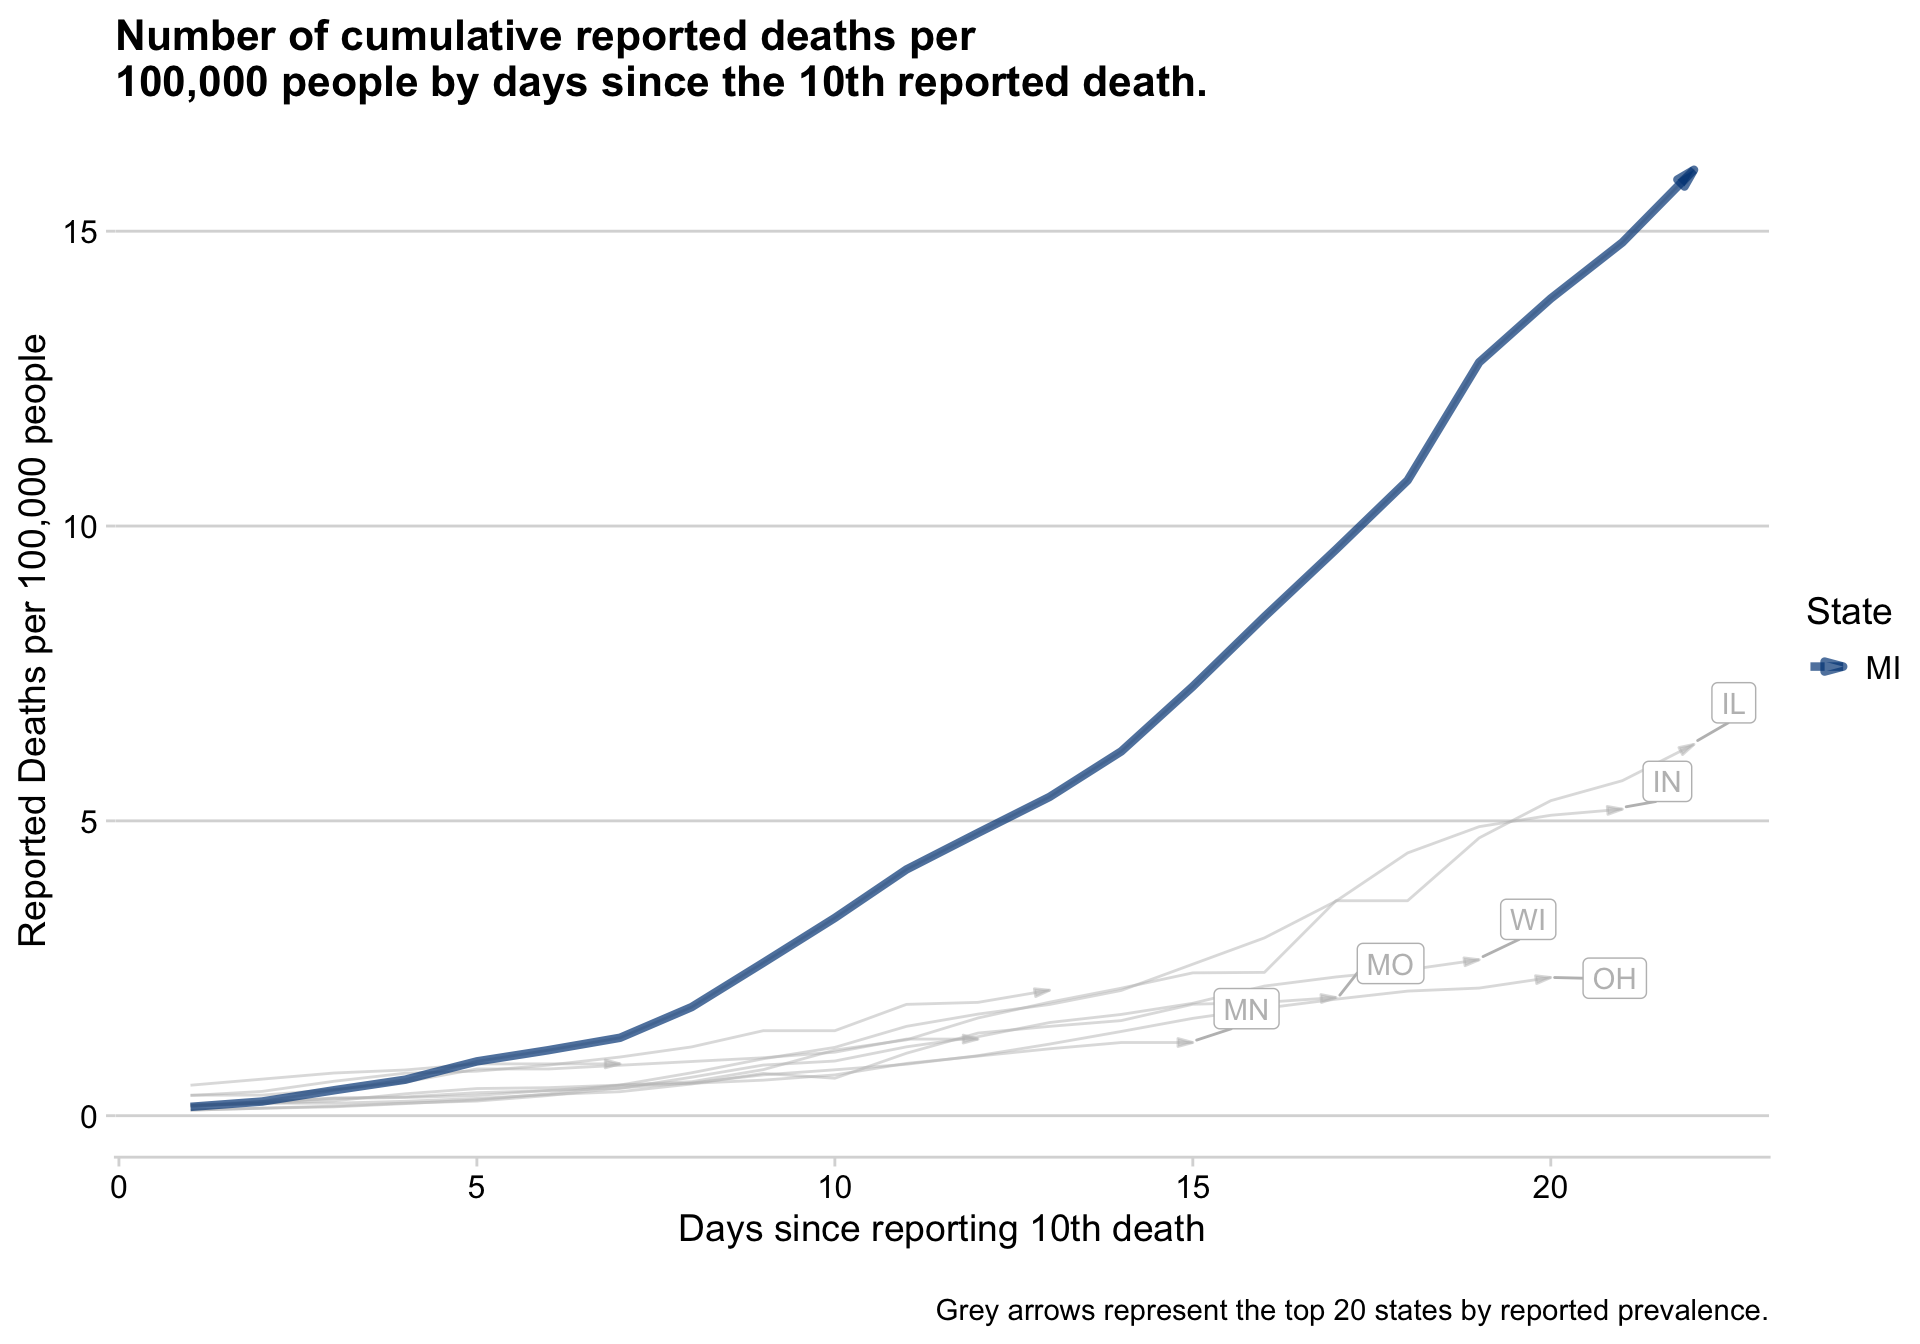 Number of cumulative reported deaths per
100,000 people by days since the 10th reported death.
Reported Deaths per 100,000 people
15
10
5
0
0 5 10 15 20
Days since reporting 10th death
IL
IN
WI
MO
OH
MN
State
MI
Grey arrows represent the top 20 states by reported prevalence.